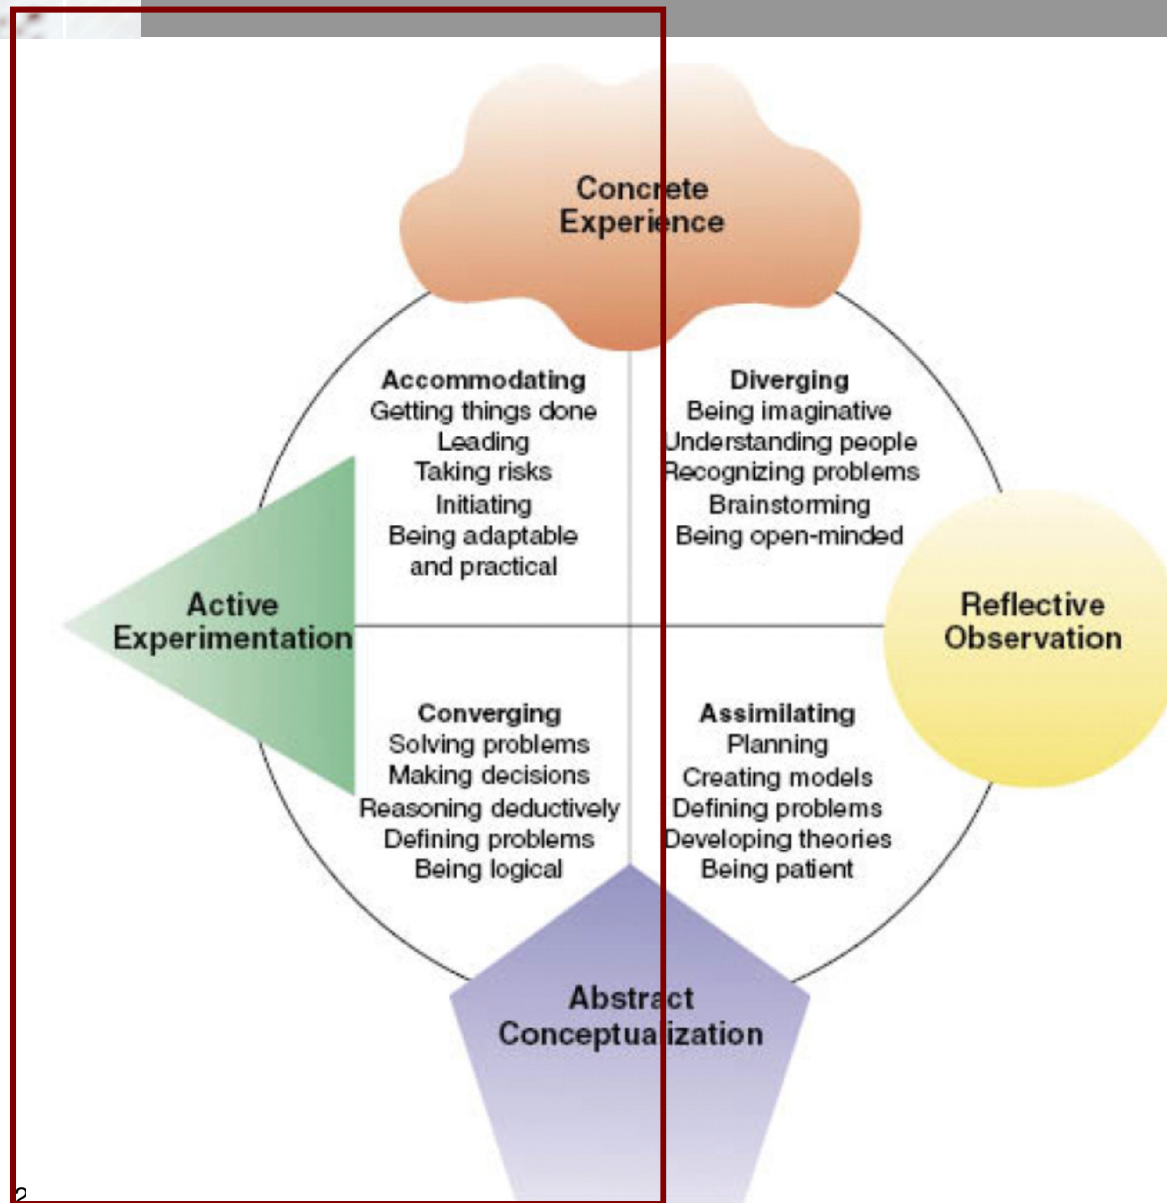 Concrete
Experience
Accommodating
Getting things done
Leading
Taking risks
Initiating
Being adaptable
and practical
Diverging
Being imaginative
Understanding people
Recognizing problems
Brainstorming
Being open-minded
Active
Experimentation
Reflective
Observation
Converging
Solving problems
Making decisions
Reasoning deductively
Defining problems
Being logical
Assimilating
Planning
Creating models
Defining problems
Developing theories
Being patient
Abstract
Conceptualization